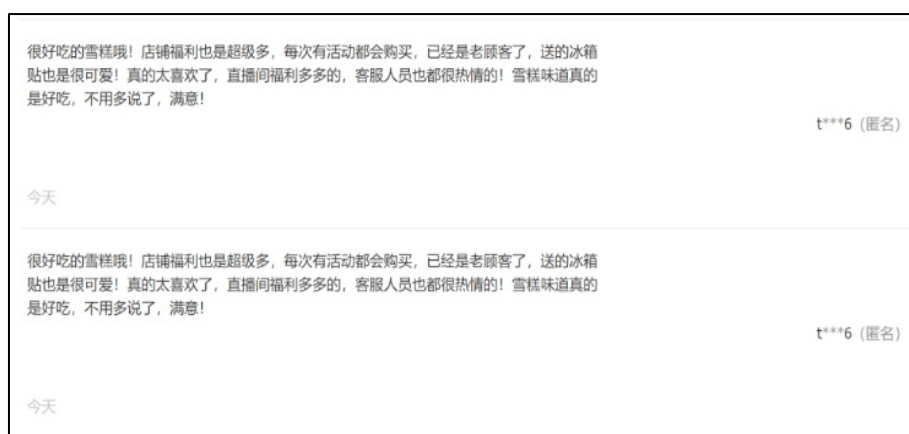 很好吃的雪糕哦！店铺福利也是超级多，每次有活动都会购买，已经是老顾客了，送的冰箱
贴也是很可爱！真的太喜欢了，直播间福利多多的，客服人员也都很热情的！雪糕味道真的
是好吃，不用多说了，满意！
t***6（匿名）
今天
很好吃的雪糕哦！店铺福利也是超级多，每次有活动都会购买，已经是老顾客了，送的冰箱
贴也是很可爱！真的太喜欢了，直播间福利多多的，客服人员也都很热情的！雪糕味道真的
是好吃，不用多说了，满意！
t***6（匿名）
今天